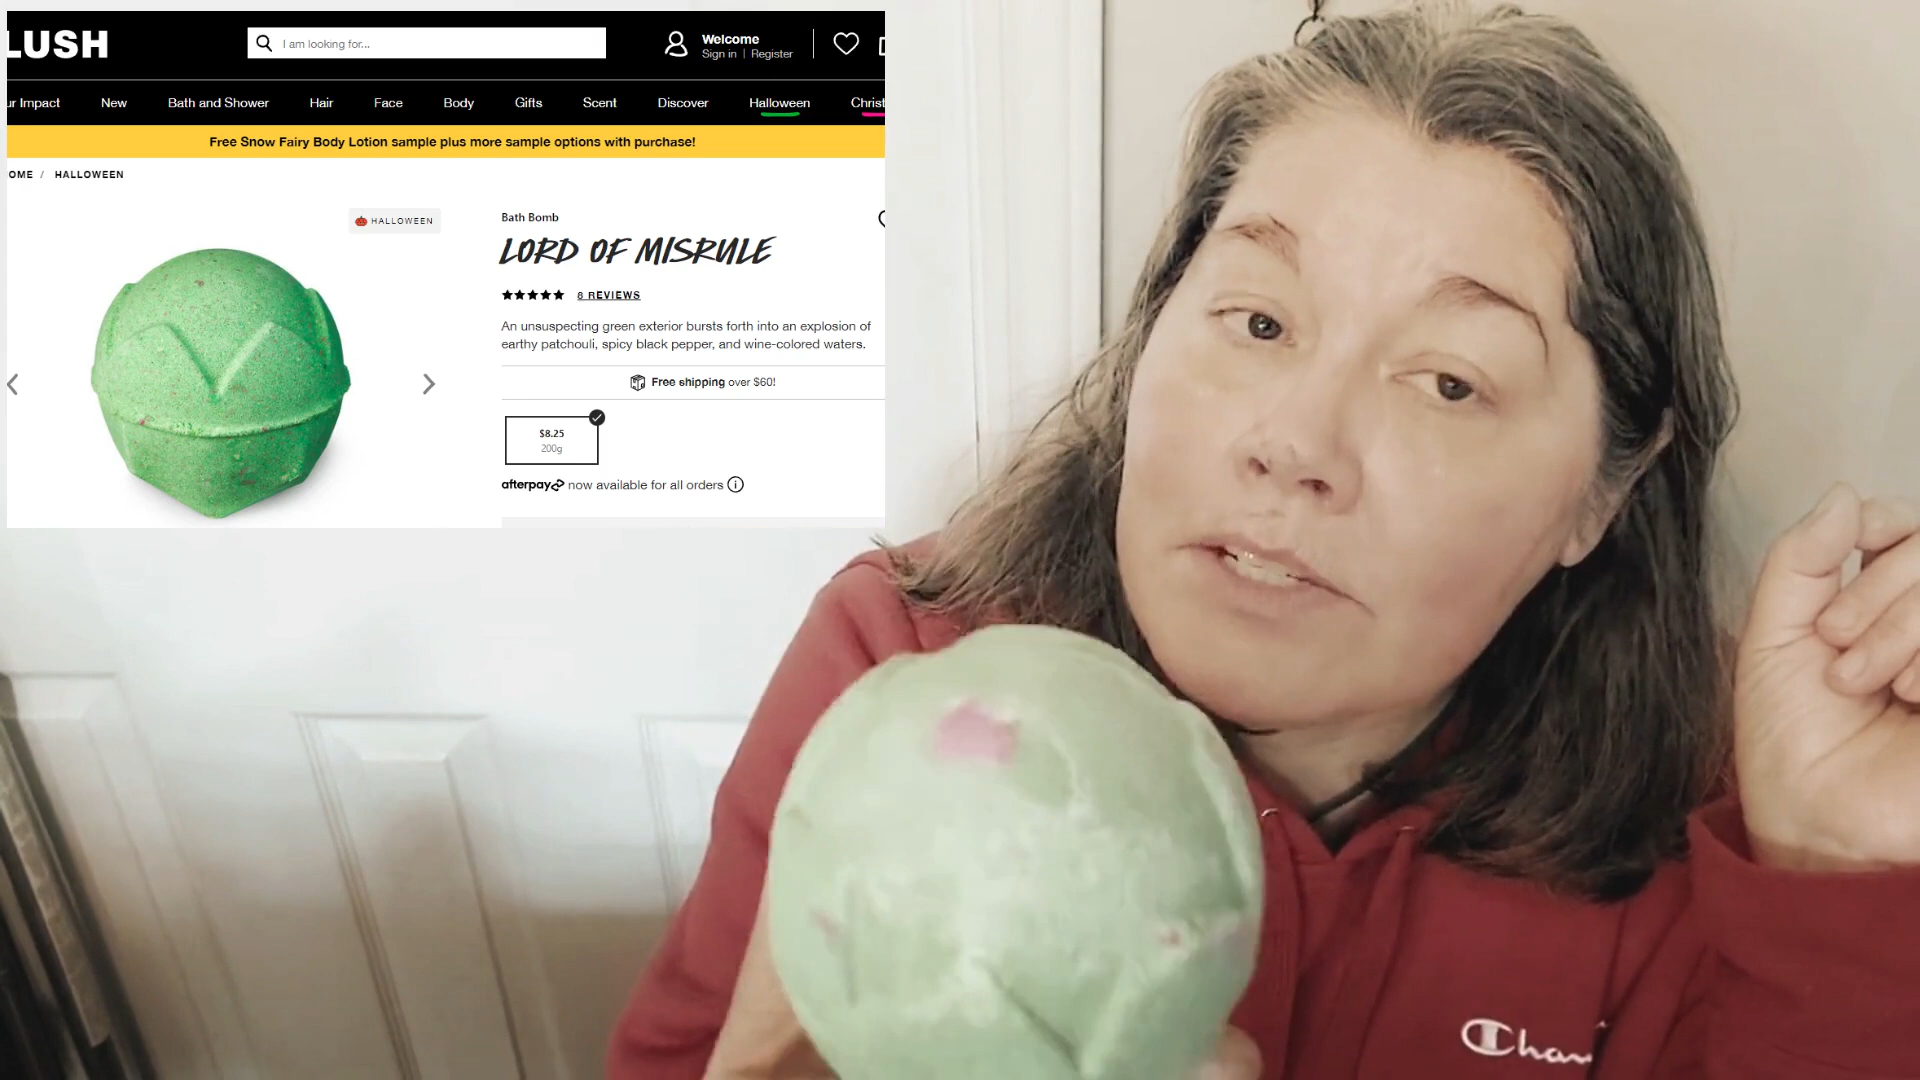 LUSH
I am looking for...
Welcome
Sign in | Register
ur Impact New Bath and Shower Hair Face Body Gifts Scent Discover Halloween Christ
Free Snow Fairy Body Lotion sample plus more sample options with purchase!
OME / HALLOWEEN
HALLOWEEN
Bath Bomb
LORD OF MISRULE
8 REVIEWS
An unsuspecting green exterior bursts forth into an explosion of
earthy patchouli, spicy black pepper, and wine-colored waters.
Free shipping over $60!
$8.25
200g
afterpay now available for all orders
Cham